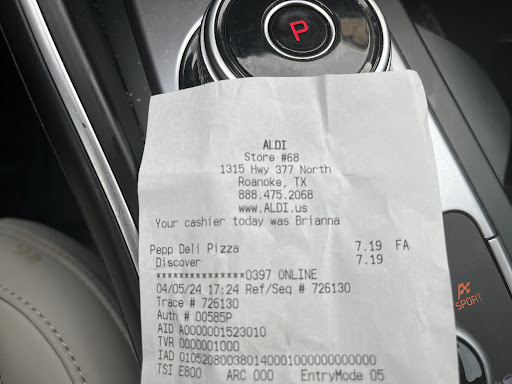 P
ALDI
Store #68
1315 Hwy 377 North
Roanoke, TX
888.475.2068
www.ALDI.us
Your cashier today was Brianna
Pepp Deli Pizza 7.19 FA
Discover 7.19
***************0397 ONLINE
04/05/24 17:24 Ref/Seq # 726130
Trace # 726130
Auth # 00585P
AID A0000001523010
TVR 0000001000
IAD 0105208003801400010000000000000
TSI E800 ARC 000 EntryMode 05
SPORT